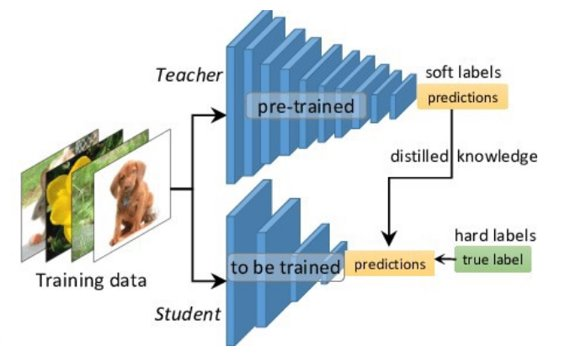 Teacher
pre-trained
soft labels
predictions
distilled knowledge
Training data
to be trained
predictions
hard labels
true label
Student